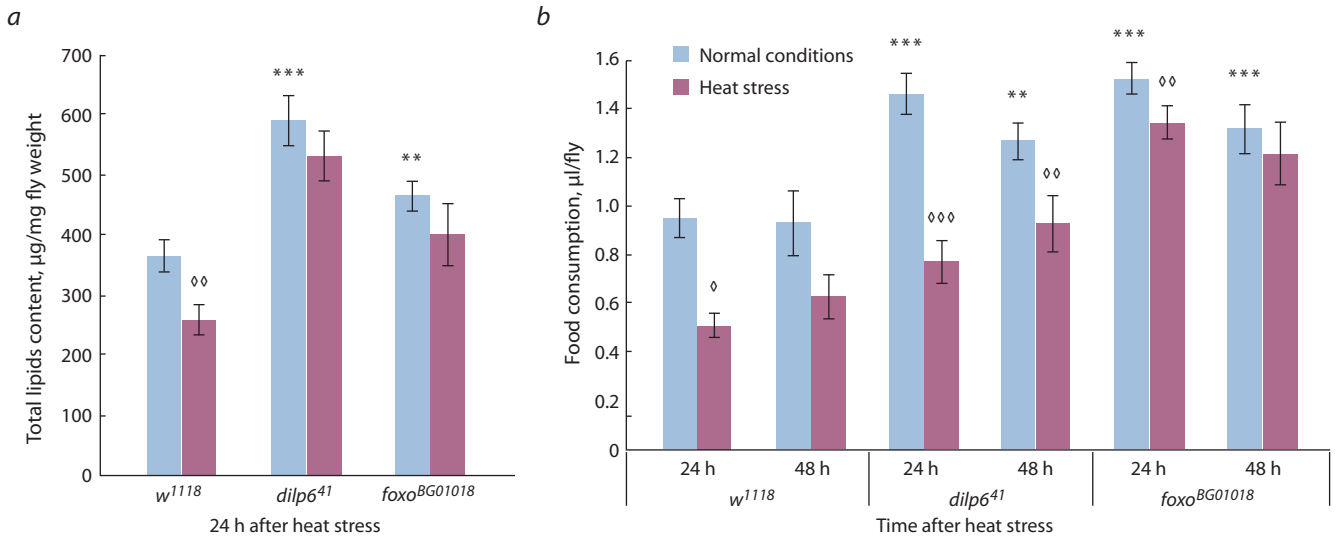 a
Total lipids content, µg/mg fly weight
700
600
500
400
300
200
100
0
◊◊
***
**
w¹¹¹⁸ dilp6⁴¹ foxoᴮᴳ⁰¹⁰¹⁸
24 h after heat stress
b
Normal conditions
Heat stress
Food consumption, µl/fly
1.6
1.4
1.2
1.0
0.8
0.6
0.4
0.2
0
◊
***
◊◊◊
**
◊◊
***
◊◊
***
24 h 48 h 24 h 48 h 24 h 48 h
w¹¹¹⁸ dilp6⁴¹ foxoᴮᴳ⁰¹⁰¹⁸
Time after heat stress